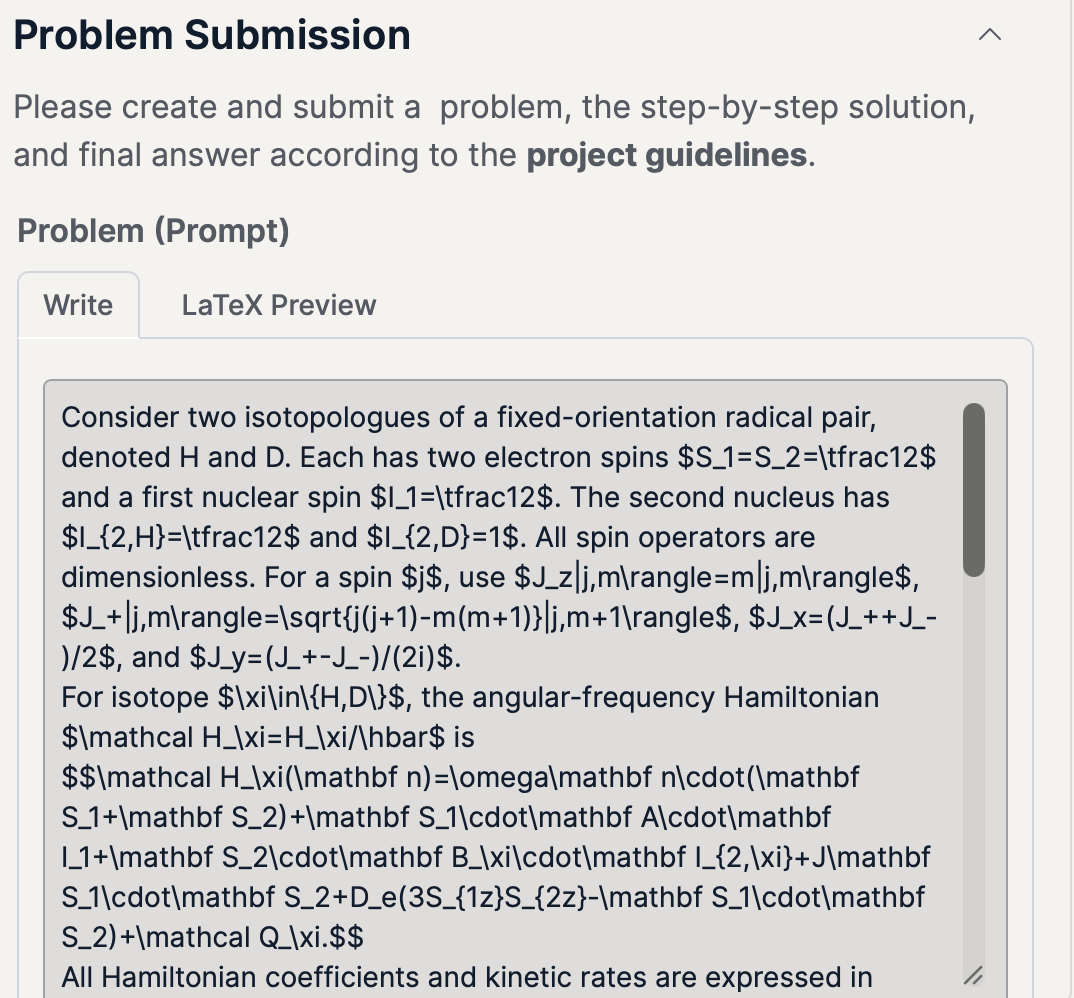 Problem Submission
Please create and submit a  problem, the step-by-step solution,
and final answer according to the project guidelines.
Problem (Prompt)
Write
LaTeX Preview
Consider two isotopologues of a fixed-orientation radical pair,
denoted H and D. Each has two electron spins $S_1=S_2=\tfrac12$
and a first nuclear spin $I_1=\tfrac12$. The second nucleus has
$I_{2,H}=\tfrac12$ and $I_{2,D}=1$. All spin operators are
dimensionless. For a spin $j$, use $J_z|j,m\rangle=m|j,m\rangle$,
$J_+|j,m\rangle=\sqrt{j(j+1)-m(m+1)}|j,m+1\rangle$, $J_x=(J_++J_-
)/2$, and $J_y=(J_+-J_-)/(2i)$.
For isotope $\xi\in\{H,D\}$, the angular-frequency Hamiltonian
$\mathcal H_\xi=H_\xi/\hbar$ is
$$\mathcal H_\xi(\mathbf n)=\omega\mathbf n\cdot(\mathbf
S_1+\mathbf S_2)+\mathbf S_1\cdot\mathbf A\cdot\mathbf
I_1+\mathbf S_2\cdot\mathbf B_\xi\cdot\mathbf I_{2,\xi}+J\mathbf
S_1\cdot\mathbf S_2+D_e(3S_{1z}S_{2z}-\mathbf S_1\cdot\mathbf
S_2)+\mathcal Q_\xi.$$
All Hamiltonian coefficients and kinetic rates are expressed in